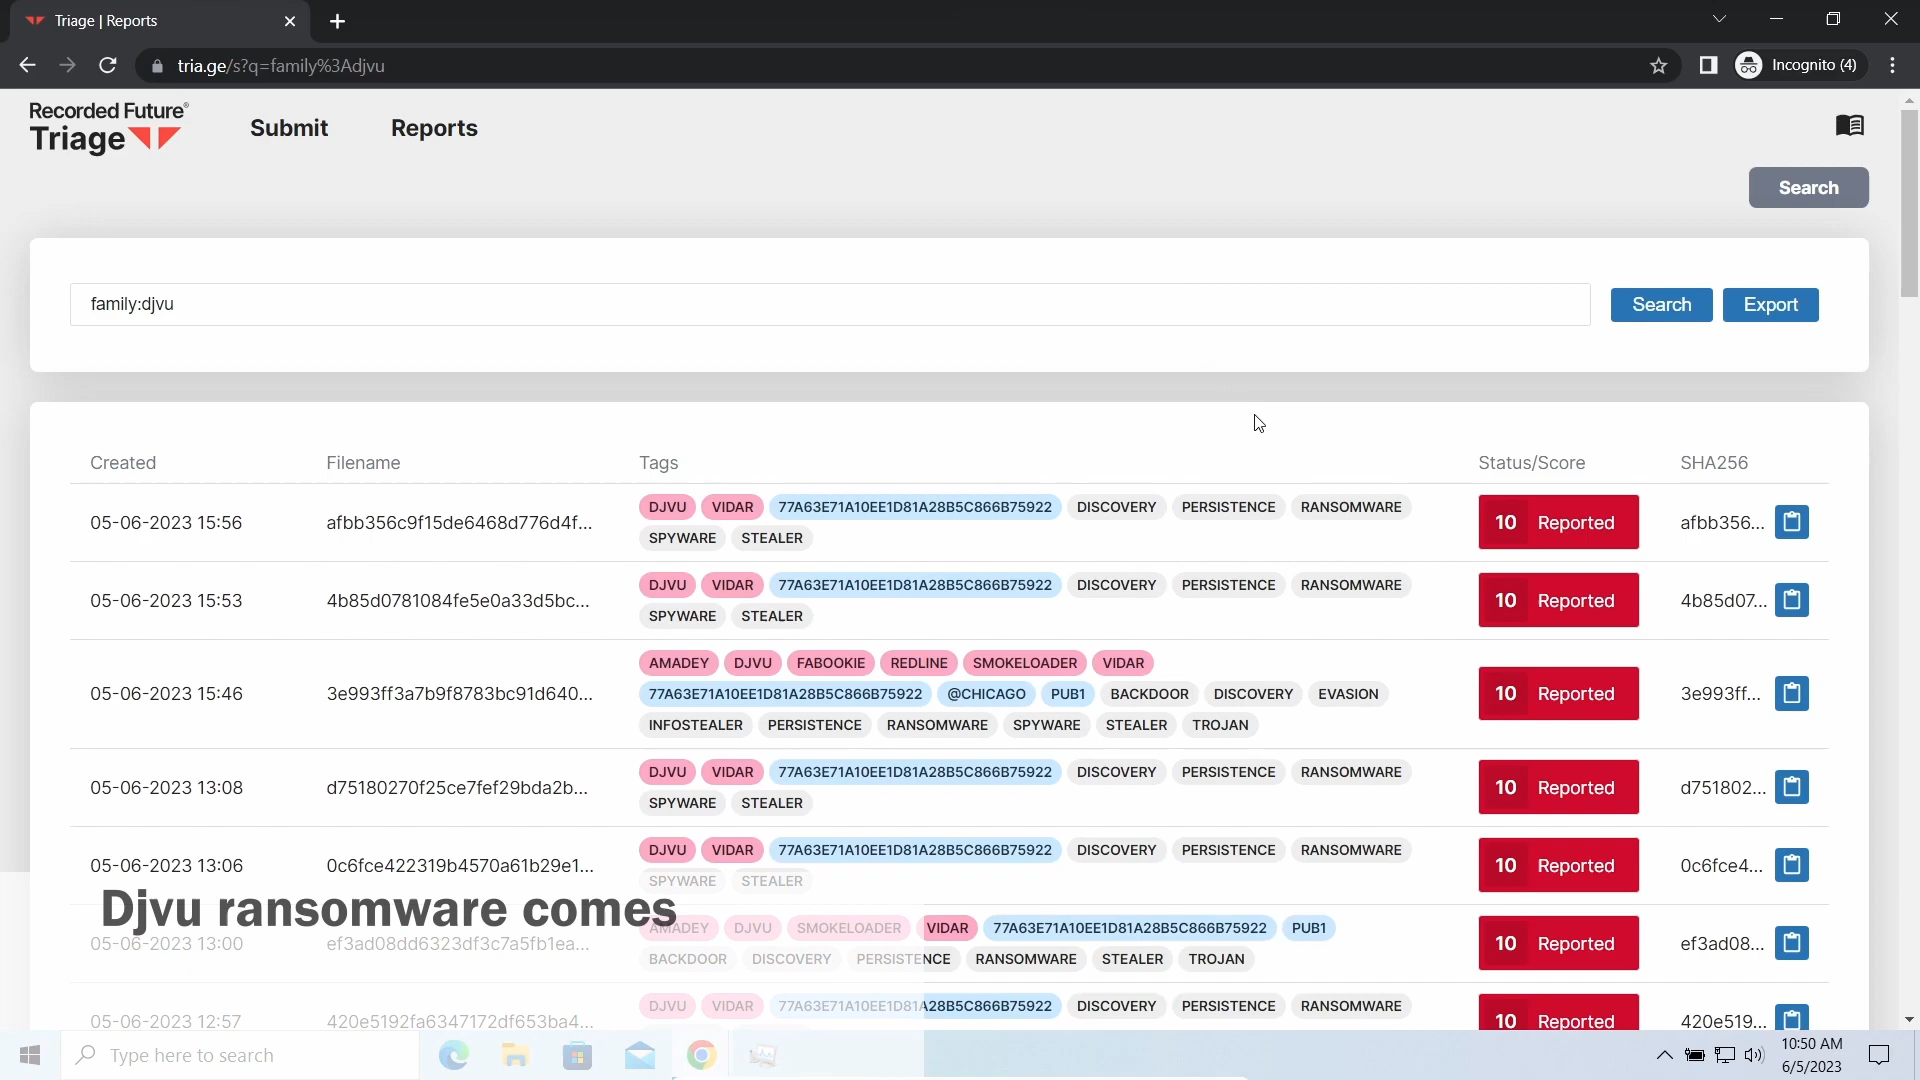 Triage | Reports
tria.ge/s?q=family%3Adjvu
Incognito (4)
Recorded Future®
Triage
Submit
Reports
Search
family:djvu
Search
Export
Created
Filename
Tags
Status/Score
SHA256
05-06-2023 15:56
afbb356c9f15de6468d776d4f...
DJVU VIDAR 77A63E71A10EE1D81A28B5C866B75922 DISCOVERY PERSISTENCE RANSOMWARE
SPYWARE STEALER
10 Reported
afbb356...
05-06-2023 15:53
4b85d0781084fe5e0a33d5bc...
DJVU VIDAR 77A63E71A10EE1D81A28B5C866B75922 DISCOVERY PERSISTENCE RANSOMWARE
SPYWARE STEALER
10 Reported
4b85d07...
05-06-2023 15:46
3e993ff3a7b9f8783bc91d640...
AMADEY DJVU FABOOKIE REDLINE SMOKELOADER VIDAR
77A63E71A10EE1D81A28B5C866B75922 @CHICAGO PUB1 BACKDOOR DISCOVERY EVASION
INFOSTEALER PERSISTENCE RANSOMWARE SPYWARE STEALER TROJAN
10 Reported
3e993ff...
05-06-2023 13:08
d75180270f25ce7fef29bda2b...
DJVU VIDAR 77A63E71A10EE1D81A28B5C866B75922 DISCOVERY PERSISTENCE RANSOMWARE
SPYWARE STEALER
10 Reported
d751802...
05-06-2023 13:06
0c6fce422319b4570a61b29e1...
DJVU VIDAR 77A63E71A10EE1D81A28B5C866B75922 DISCOVERY PERSISTENCE RANSOMWARE
SPYWARE STEALER
10 Reported
0c6fce4...
Djvu ransomware comes
05-06-2023 13:00
ef3ad08dd6323df3c7a5fb1ea...
AMADEY DJVU SMOKELOADER VIDAR 77A63E71A10EE1D81A28B5C866B75922 PUB1
BACKDOOR DISCOVERY PERSISTENCE RANSOMWARE STEALER TROJAN
10 Reported
ef3ad08...
05-06-2023 12:57
420e5192fa6347172df653ba4...
DJVU VIDAR 77A63E71A10EE1D81A28B5C866B75922 DISCOVERY PERSISTENCE RANSOMWARE
10 Reported
420e519...
Type here to search
10:50 AM
6/5/2023